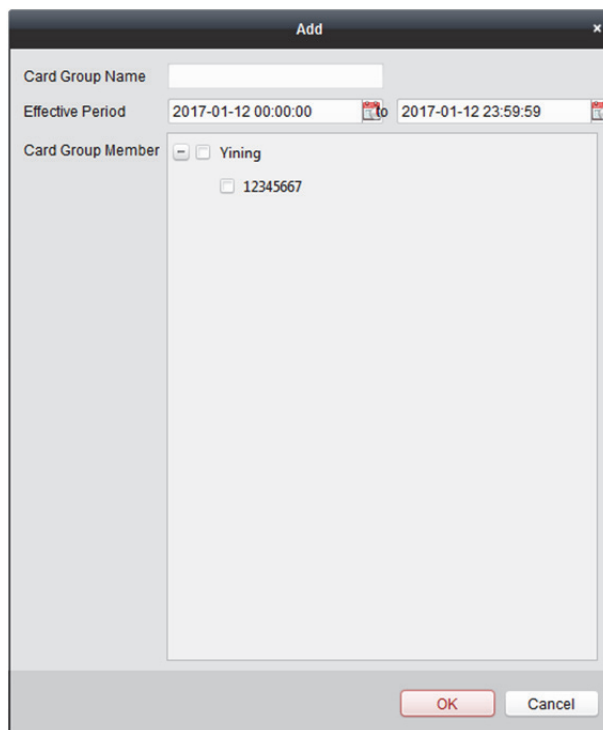 Add ×
Card Group Name
Effective Period 2017-01-12 00:00:00 to 2017-01-12 23:59:59
Card Group Member − Yining
12345667
OK Cancel